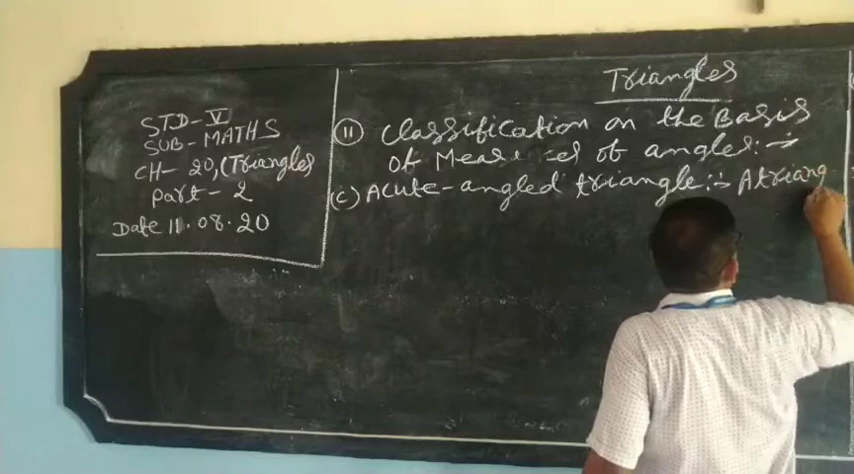 STD-V
SUB-MATHS
CH-20,(Triangles
Part-2
Date 11.08.20
Triangles
(II) Classification on the Basis
of of angles:→
(C) Acute-angled triangle:→ A triang